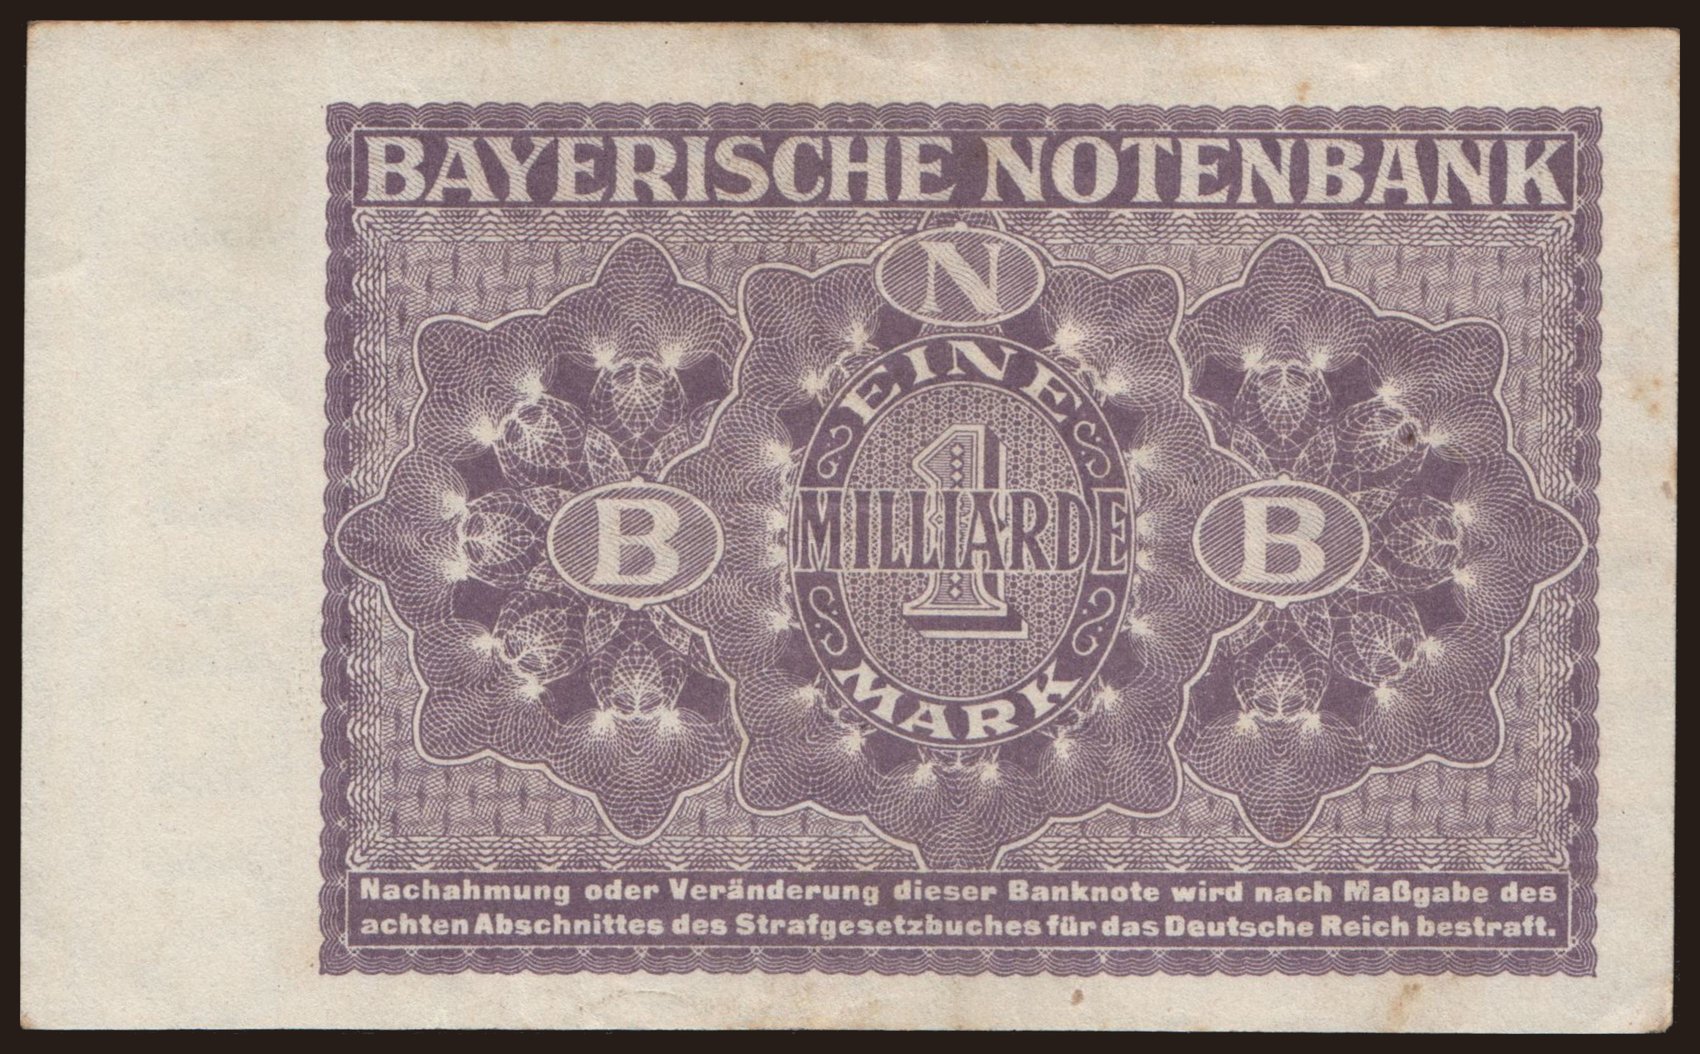 BAYERISCHE NOTENBANK
N
EINE
1
MILLIARDE
B
B
MARK
Nachahmung oder Veränderung dieser Banknote wird nach Maßgabe des
achten Abschnittes des Strafgesetzbuches für das Deutsche Reich bestraft.